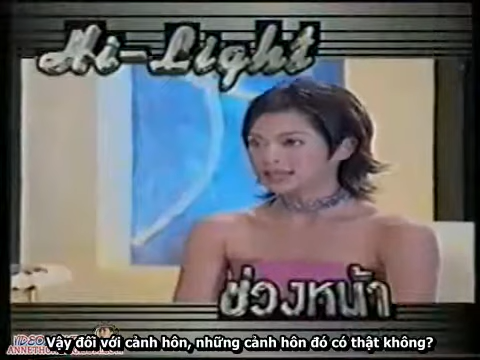 Hi-Light
ช่วงหน้า
Vậy đối với cảnh hôn, những cảnh hôn đó có thật không?